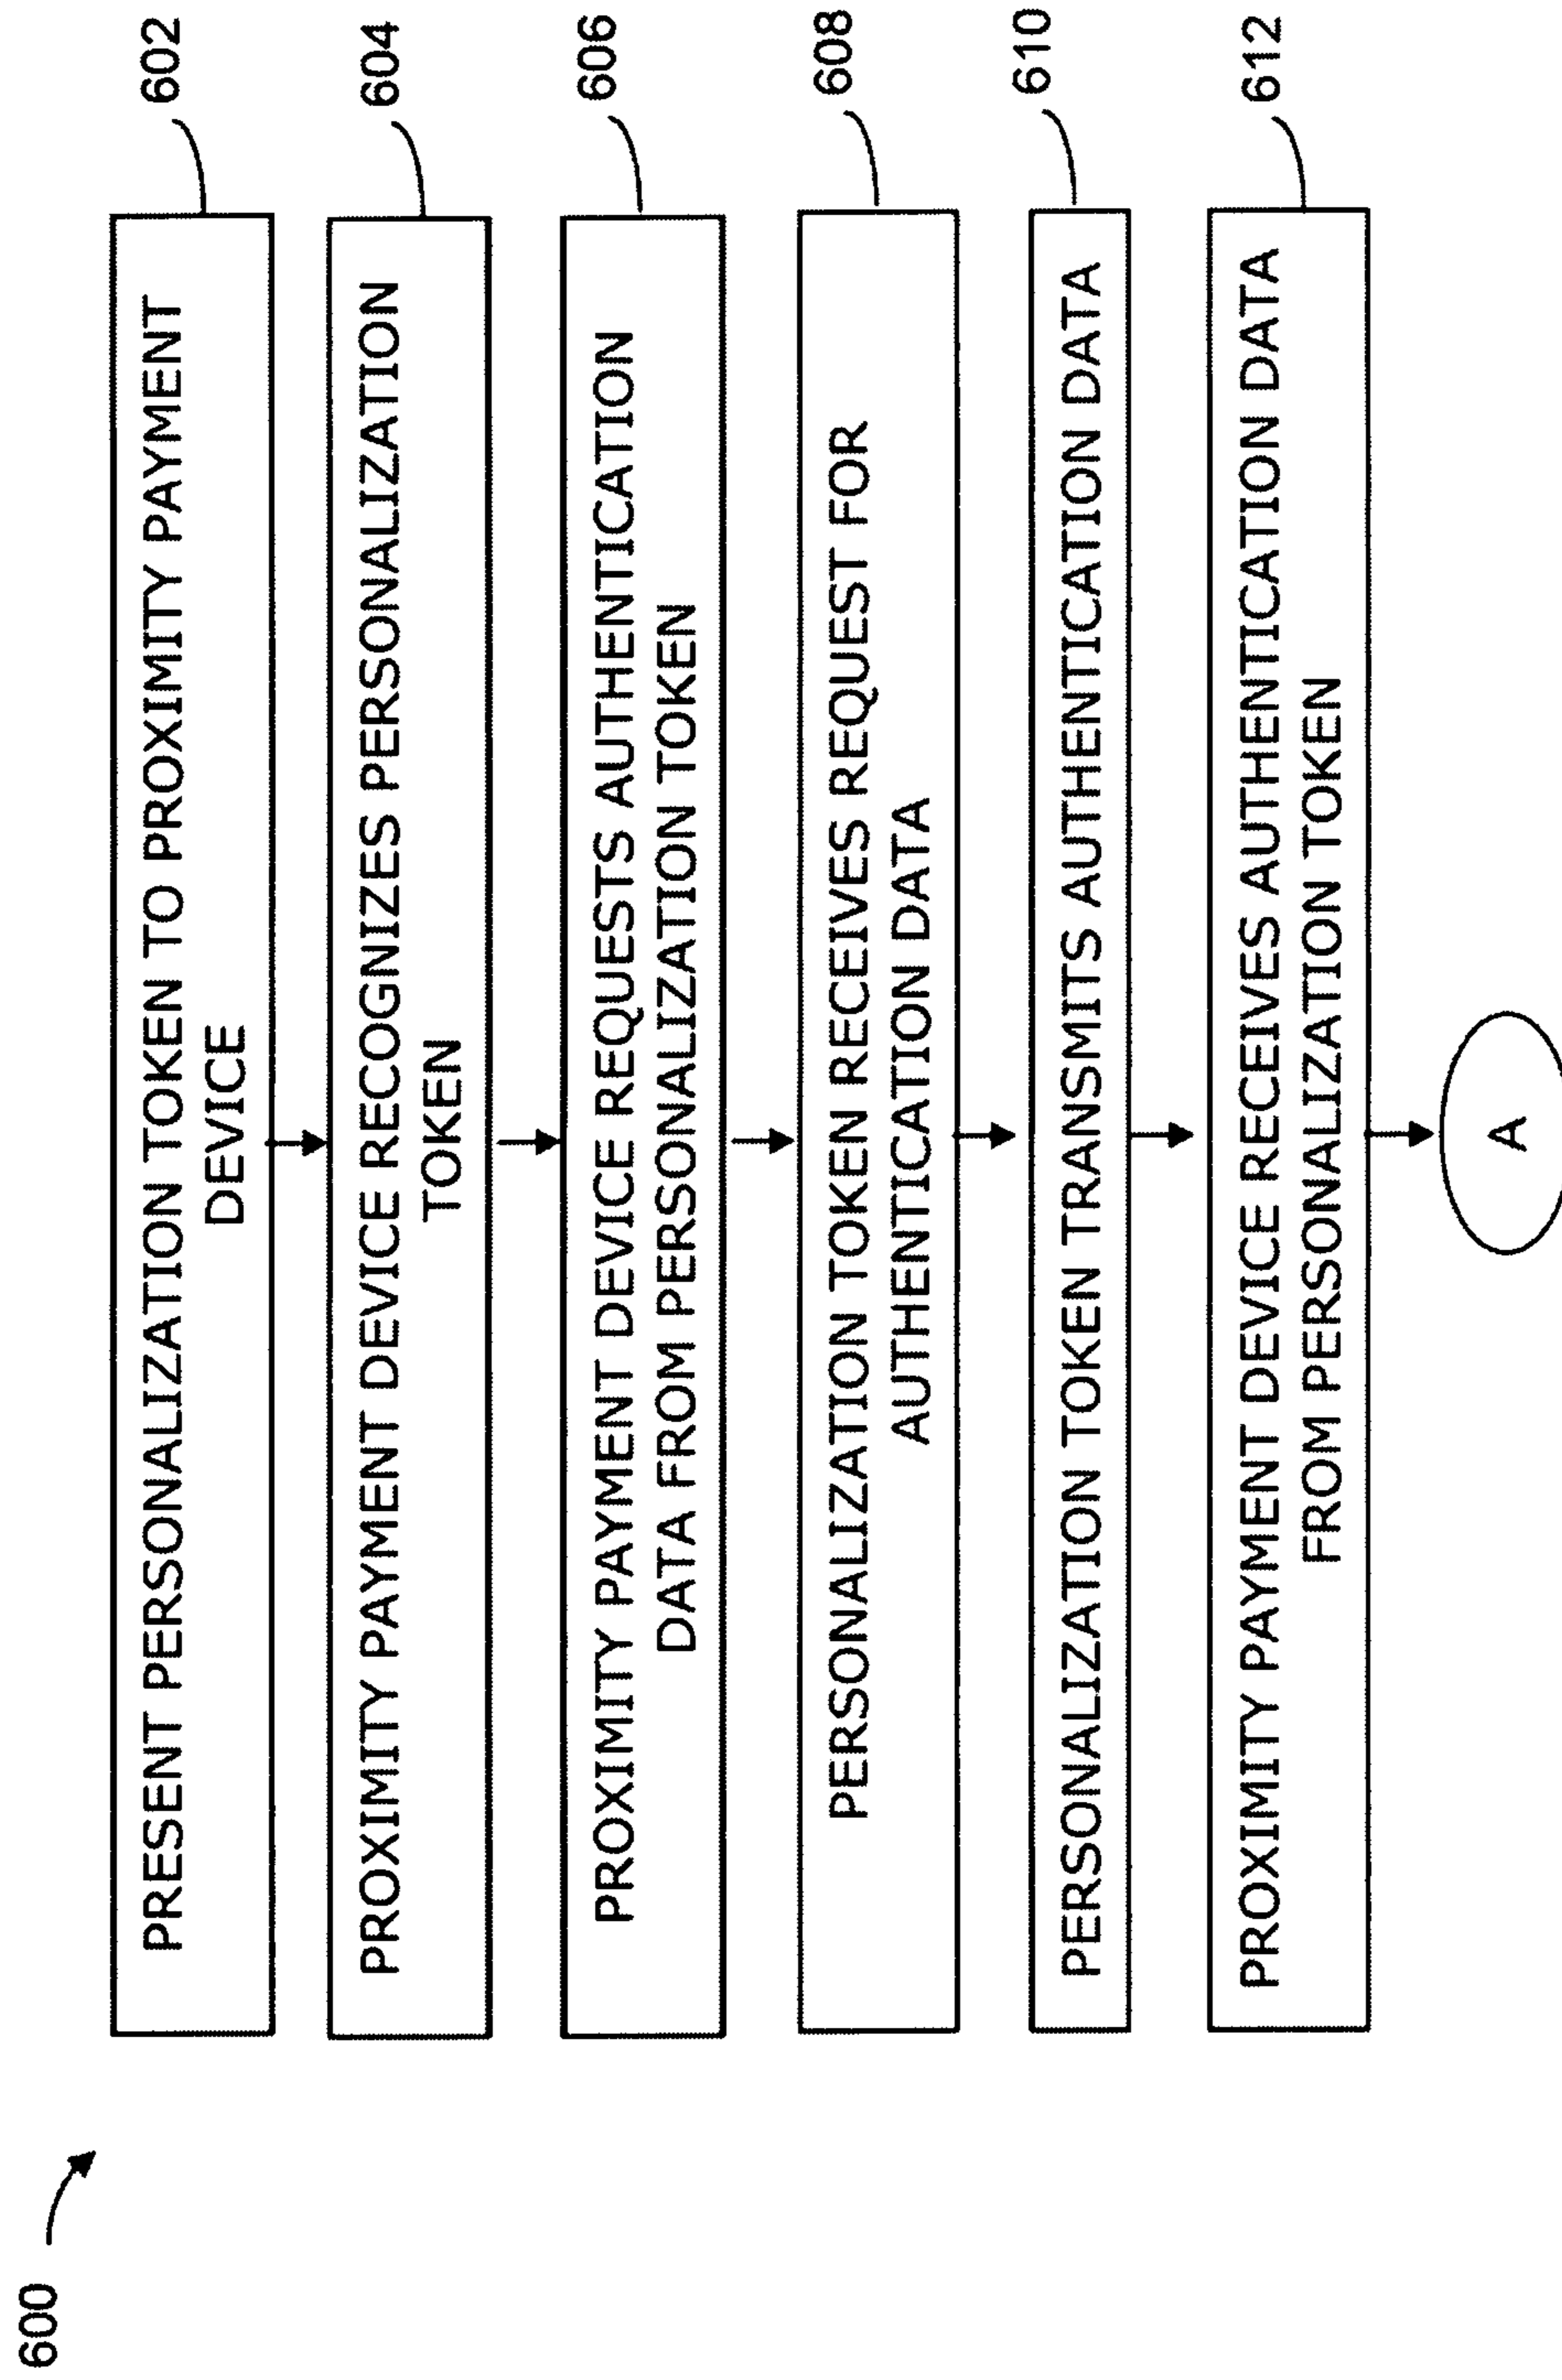 600
PRESENT PERSONALIZATION TOKEN TO PROXIMITY PAYMENT
DEVICE
602
PROXIMITY PAYMENT DEVICE RECOGNIZES PERSONALIZATION
TOKEN
604
PROXIMITY PAYMENT DEVICE REQUESTS AUTHENTICATION
DATA FROM PERSONALIZATION TOKEN
606
PERSONALIZATION TOKEN RECEIVES REQUEST FOR
AUTHENTICATION DATA
608
PERSONALIZATION TOKEN TRANSMITS AUTHENTICATION DATA
610
PROXIMITY PAYMENT DEVICE RECEIVES AUTHENTICATION DATA
FROM PERSONALIZATION TOKEN
612
A